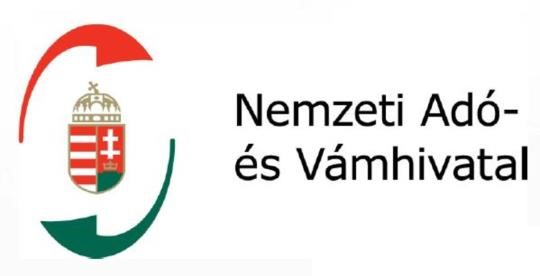 Nemzeti Adó-
és Vámhivatal